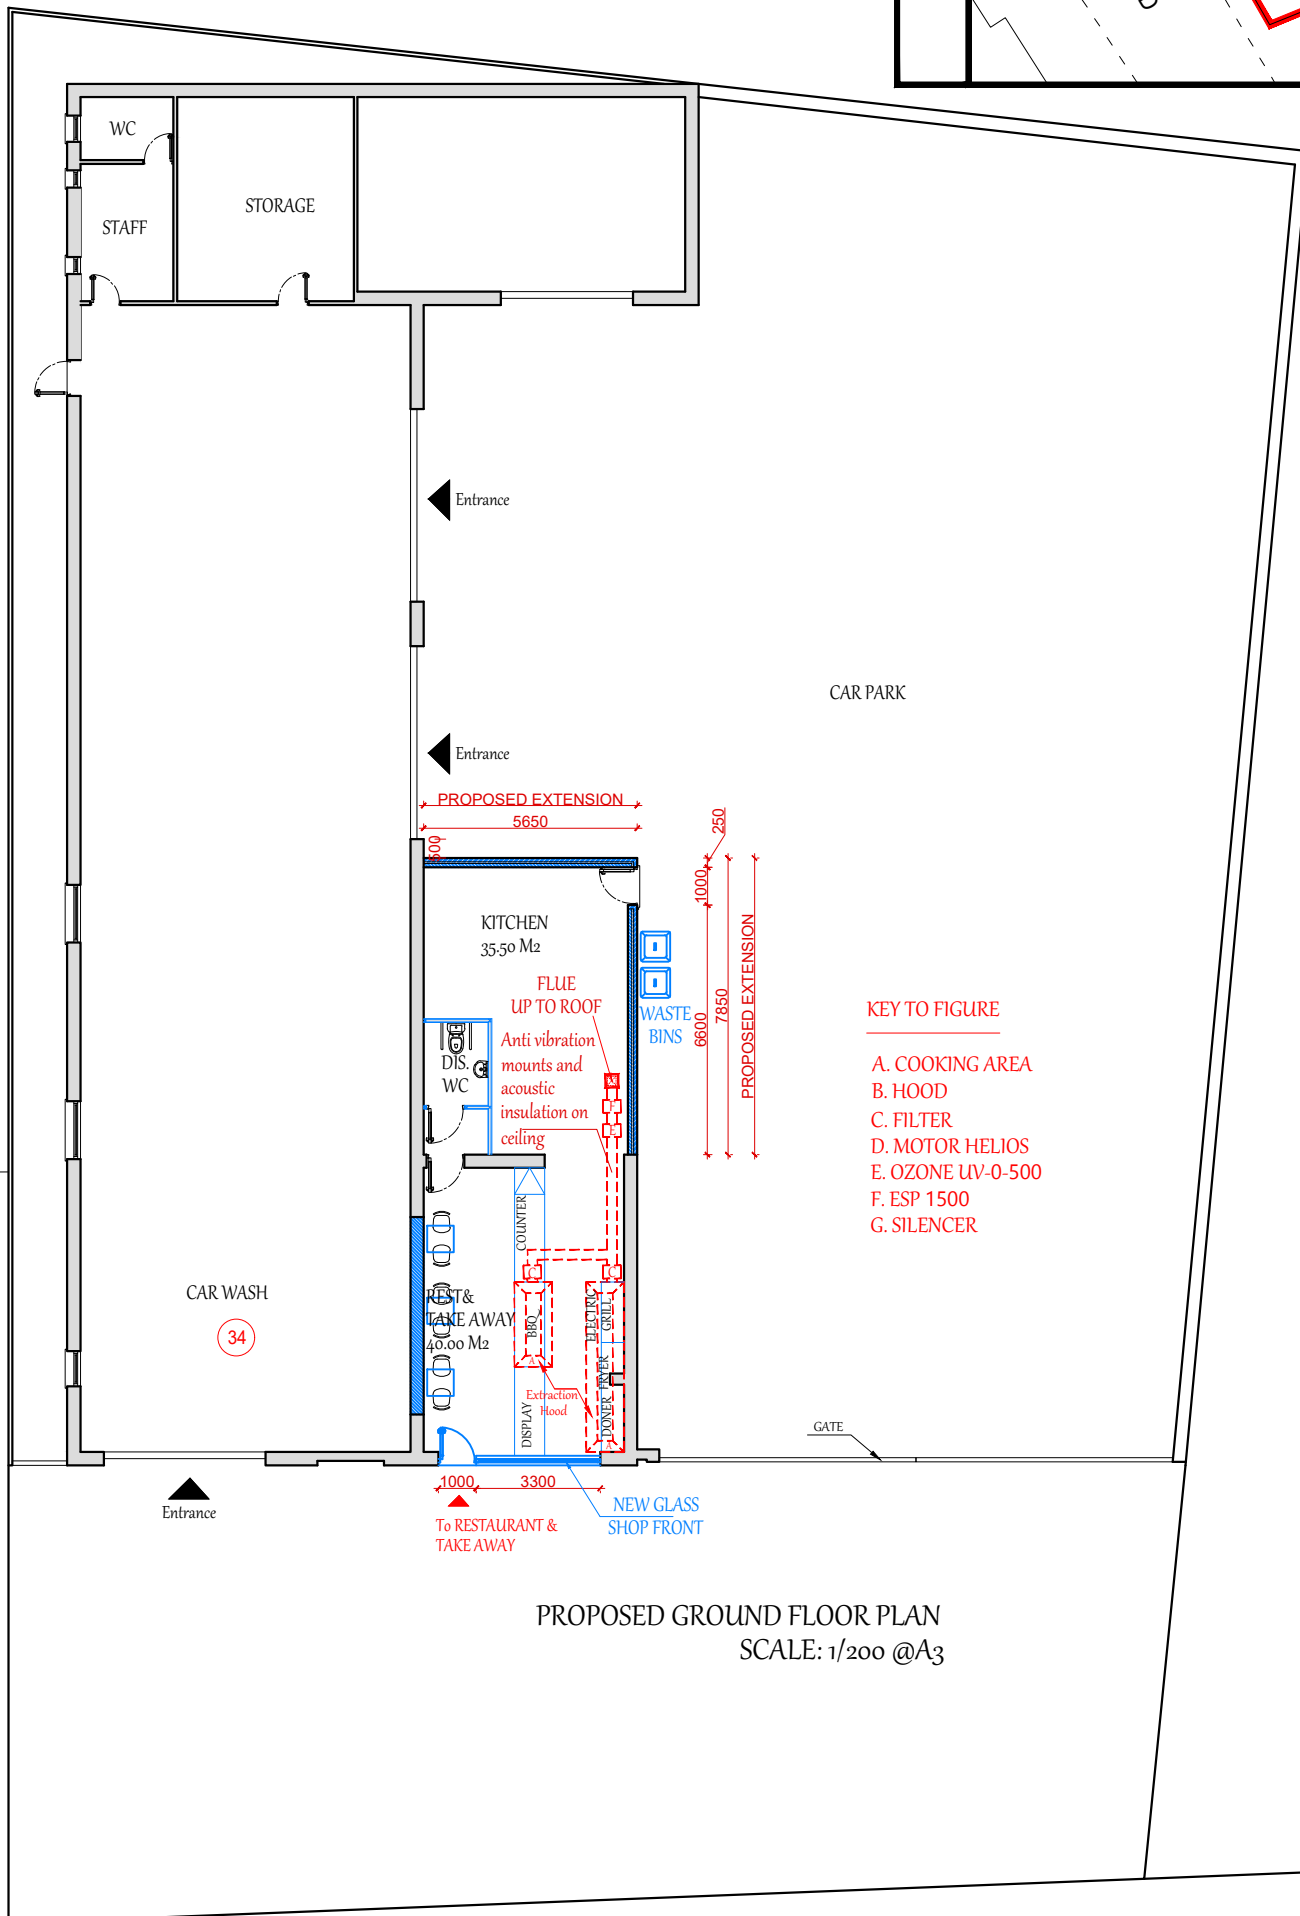 WC
STAFF
STORAGE
Entrance
CAR PARK
Entrance
PROPOSED EXTENSION
5650
500
250
1000
6600
7850
PROPOSED EXTENSION
KITCHEN
35.50 M2
FLUE
UP TO ROOF
WASTE
BINS
Anti vibration
mounts and
acoustic
insulation on
ceiling
DIS.
WC
F
E
KEY TO FIGURE
A. COOKING AREA
B. HOOD
C. FILTER
D. MOTOR HELIOS
E. OZONE UV-0-500
F. ESP 1500
G. SILENCER
COUNTER
C
C
CAR WASH
34
REST&
TAKE AWAY
40.00 M2
BBQ
ELECTRIC
GRILL
FRYER
DONER
A
A
Extraction
Hood
DISPLAY
GATE
Entrance
1000
3300
To RESTAURANT &
TAKE AWAY
NEW GLASS
SHOP FRONT
PROPOSED GROUND FLOOR PLAN
SCALE: 1/200 @A3